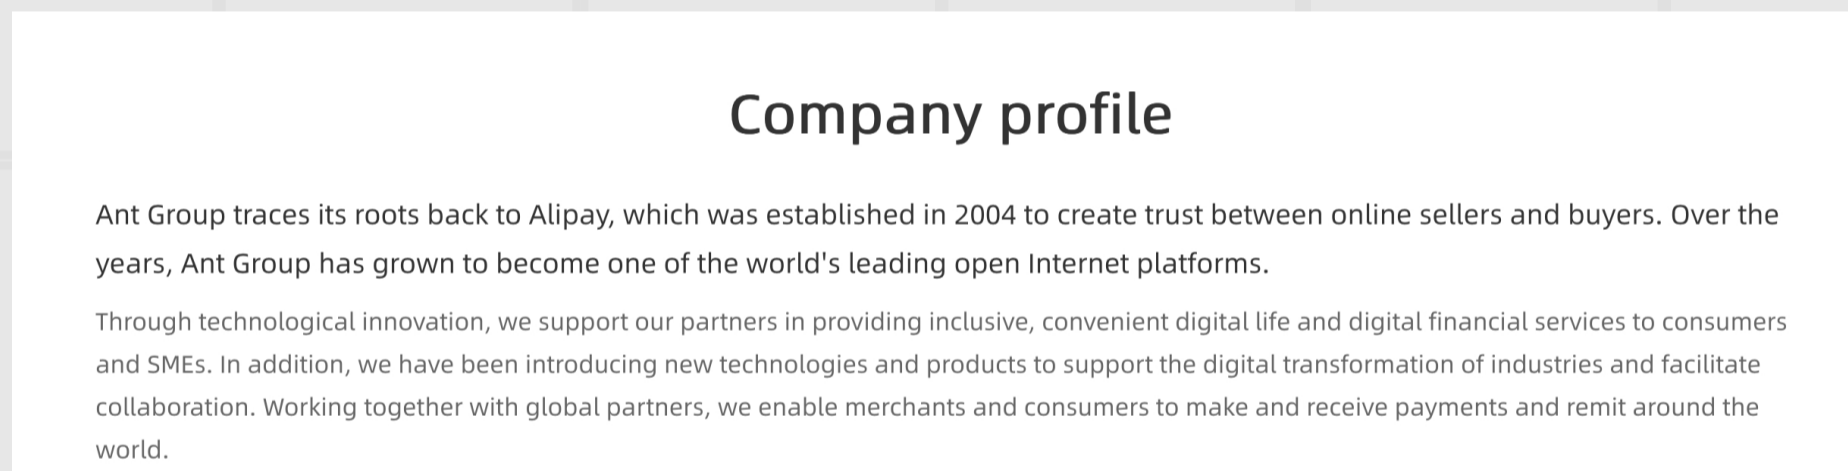 Company profile
Ant Group traces its roots back to Alipay, which was established in 2004 to create trust between online sellers and buyers. Over the
years, Ant Group has grown to become one of the world's leading open Internet platforms.
Through technological innovation, we support our partners in providing inclusive, convenient digital life and digital financial services to consumers
and SMEs. In addition, we have been introducing new technologies and products to support the digital transformation of industries and facilitate
collaboration. Working together with global partners, we enable merchants and consumers to make and receive payments and remit around the
world.